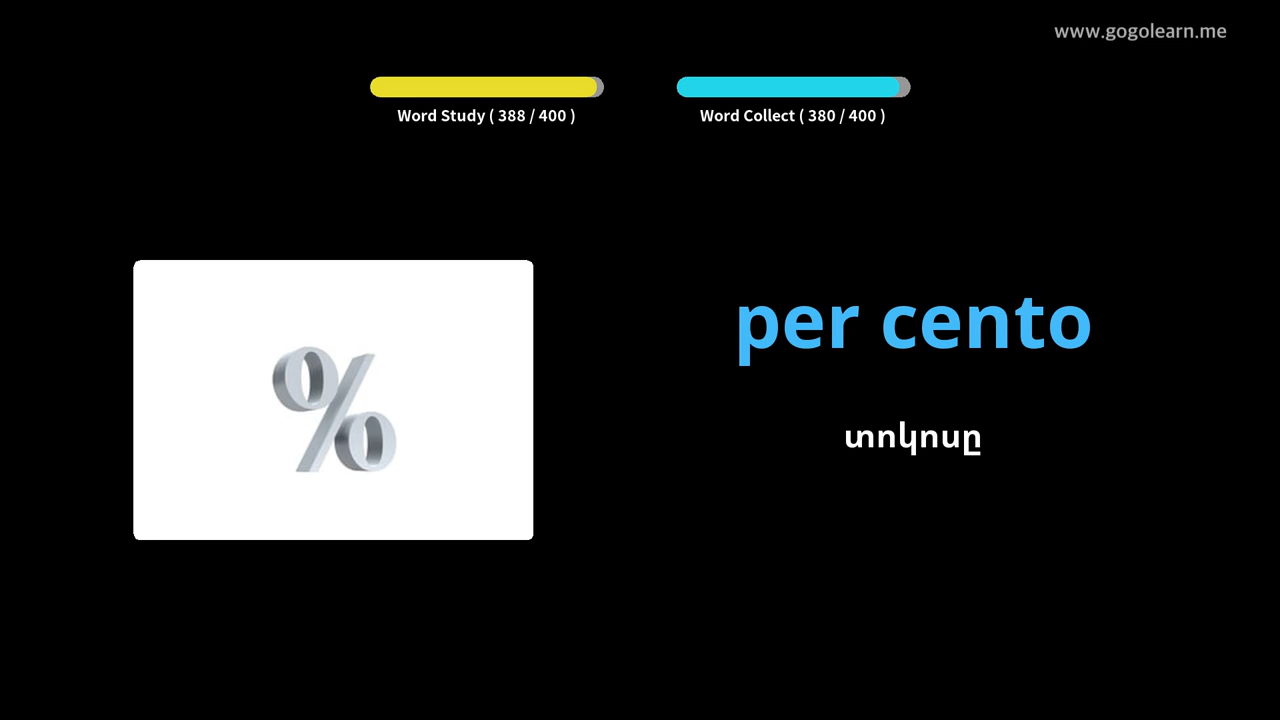 www.gogolearn.me
Word Study ( 388 / 400 )
Word Collect ( 380 / 400 )
%
per cento
տոկոսը